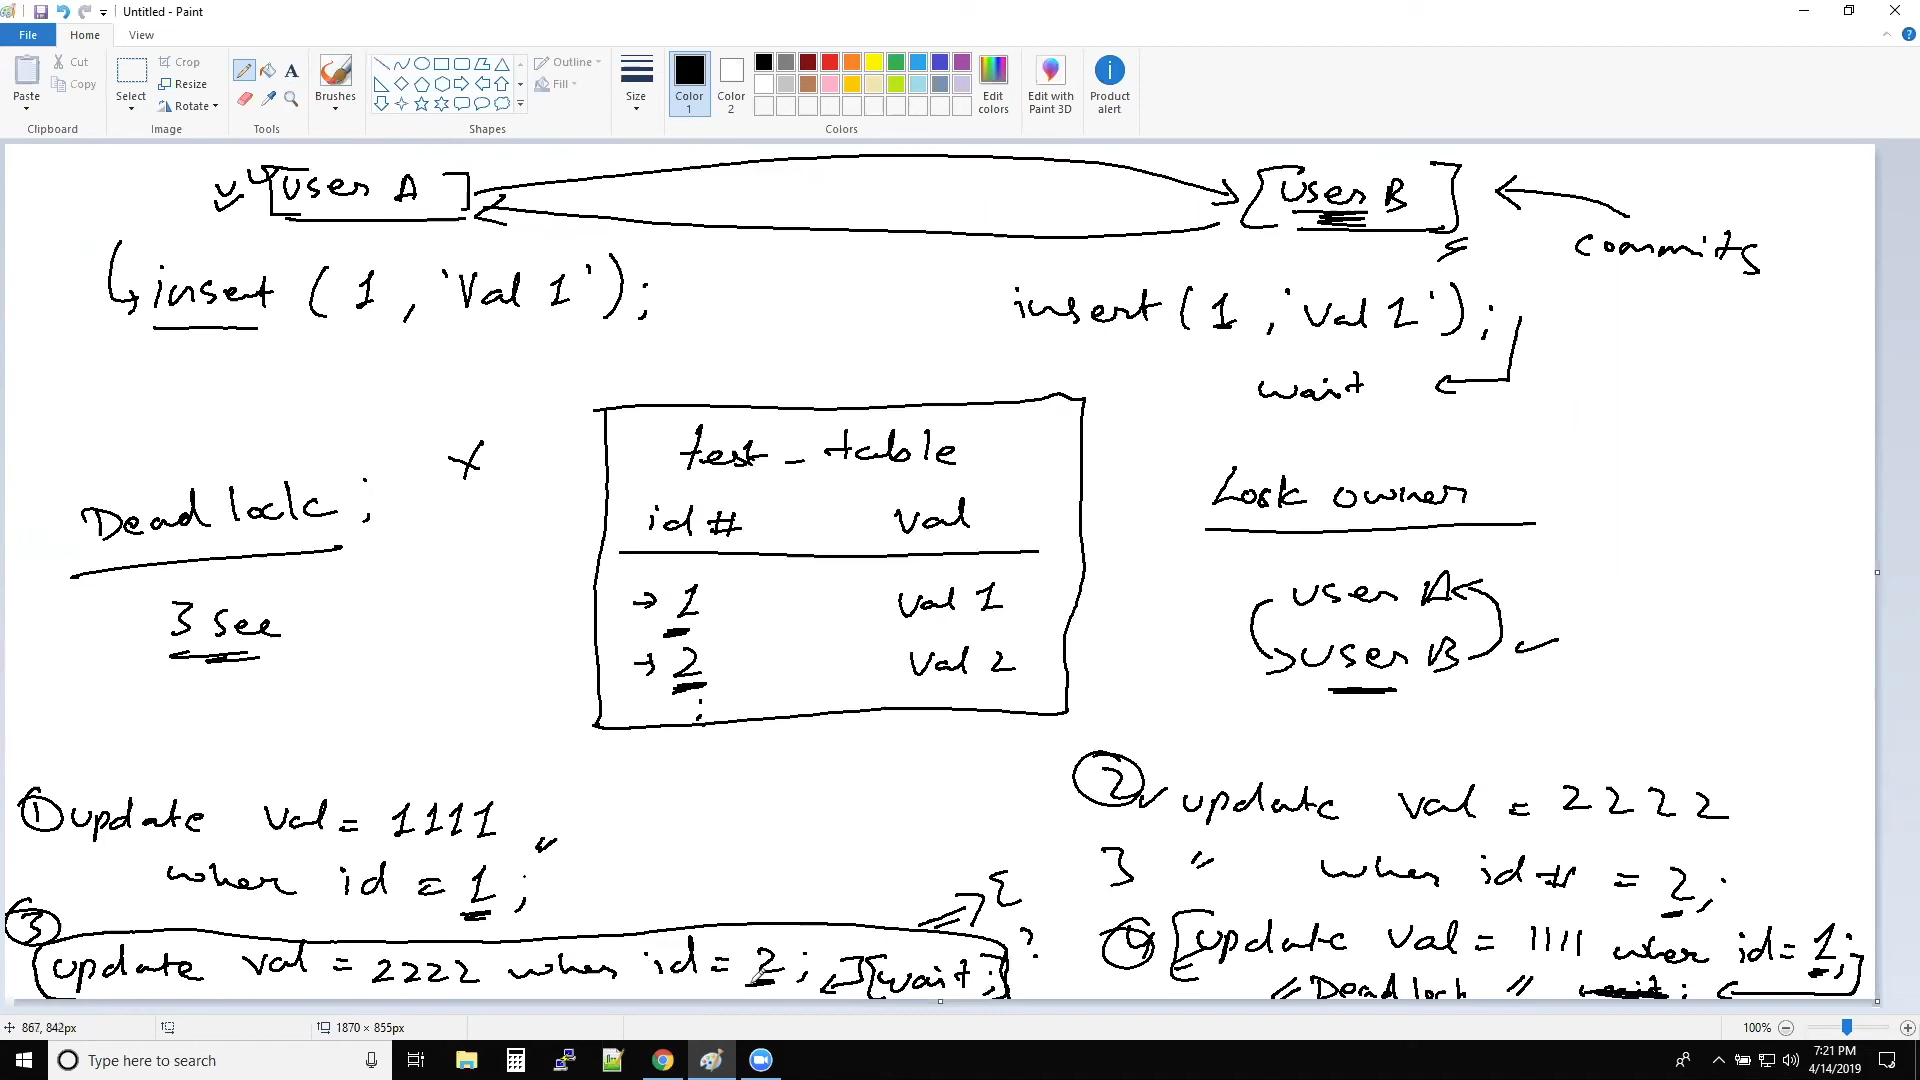 Untitled - Paint
File Home View
Paste Cut Copy Clipboard
Select Crop Resize Rotate Image
Tools
Brushes
Outline Fill Shapes
Size
Color 1 Color 2 Edit colors Colors
Edit with Paint 3D
Product alert
User A
User B
commits
insert ( 1 , 'Val 1' ) ;
insert ( 1 , 'Val 1' ) ;
wait
test_table
id # val
1 Val 1
2 Val 2
Dead lock ;
x
3 sec
Lock owner
user A
user B
① update val = 1111
where id = 1 ;
② update val = 2222
where id # = 2 ;
③ update val = 2222 when id = 2 ; [wait ;] ?
④ [update val = 1111 where id = 1 ;
" Dead lock "
867, 842px 1870 × 855px 100%
Type here to search
7:21 PM
4/14/2019